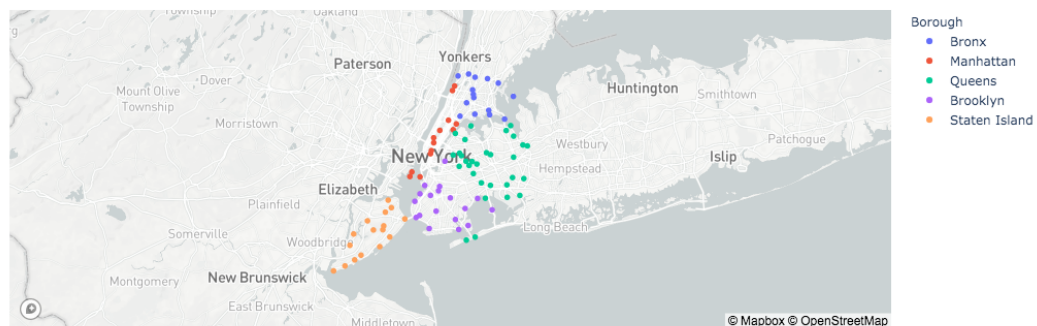 Oakland
Yonkers
Paterson
Dover
Mount Olive
Township
Huntington
Smithtown
Morristown
Patchogue
New York
Westbury
Islip
Hempstead
Elizabeth
Plainfield
Long Beach
Somerville
Woodbridge
New Brunswick
Montgomery
East Brunswick
Middletown
© Mapbox © OpenStreetMap
Borough
Bronx
Manhattan
Queens
Brooklyn
Staten Island